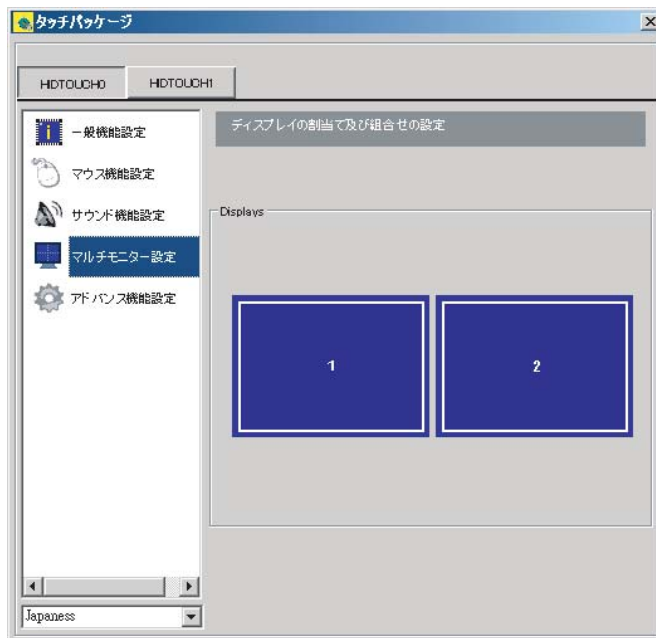 タッチパッケージ
HIDTOUCH0 HIDTOUCH1
一般機能設定
マウス機能設定
サウンド機能設定
マルチモニター設定
アドバンス機能設定
ディスプレイの割当て及び組合せの設定
Displays
1 2
Japaness